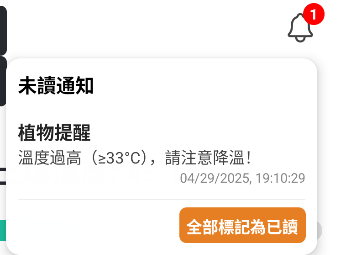 1
未讀通知
植物提醒
溫度過高（≥33°C），請注意降溫！
04/29/2025, 19:10:29
全部標記為已讀